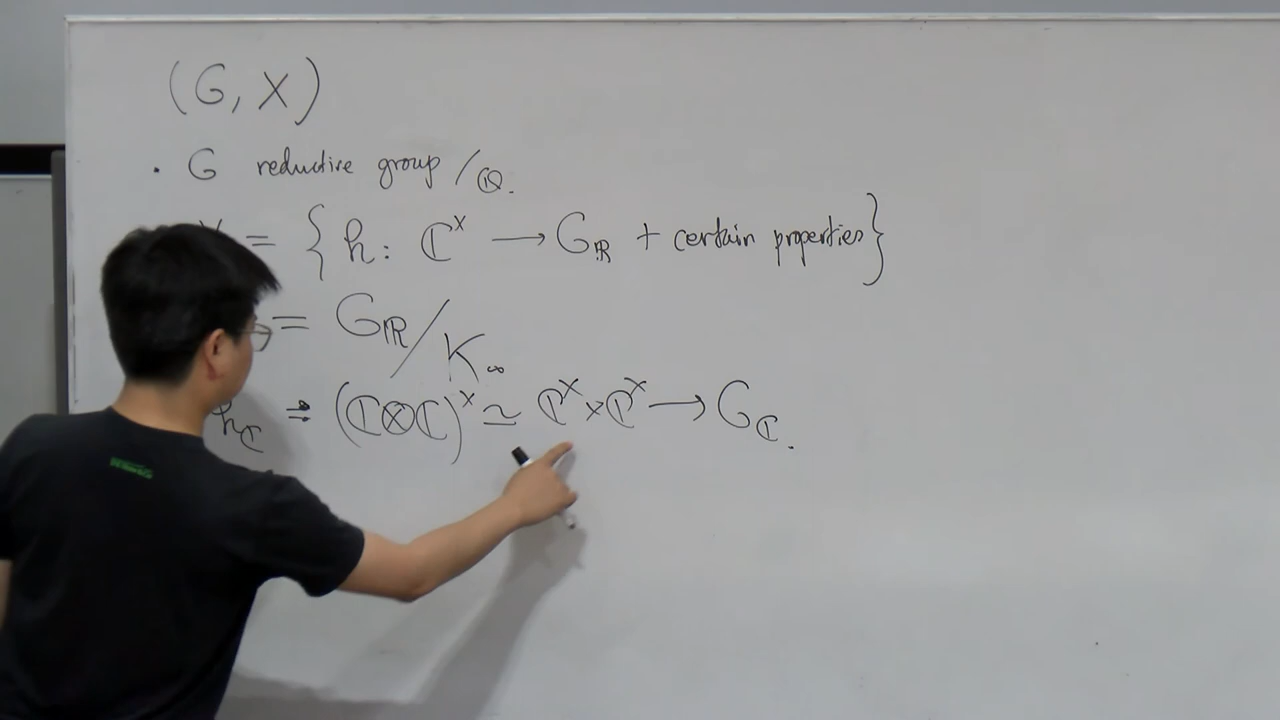 (G, X)
· G reductive group / ℚ.
X = { h : ℂ^× → G_ℝ + certain properties }
= G_ℝ / K_∞
h_ℂ : (ℂ⊗ℂ)^× ≃ ℂ^× × ℂ^× → G_ℂ.